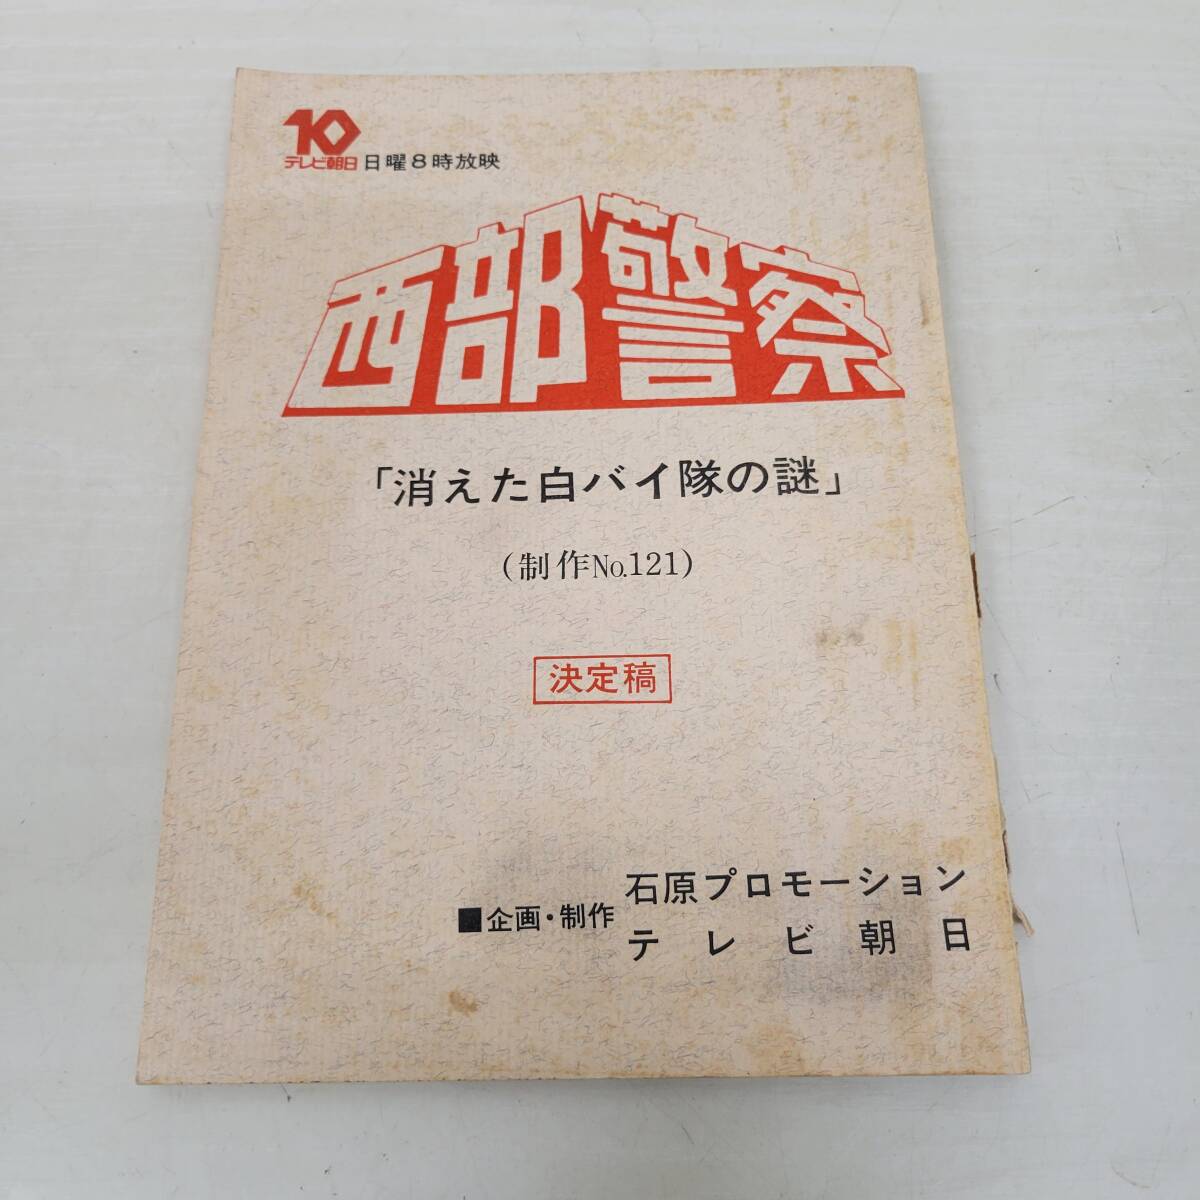 10
テレビ朝日 日曜8時放映
西部警察
「消えた白バイ隊の謎」
(制作No.121)
決定稿
■企画・制作 石原プロモーション
テレビ朝日